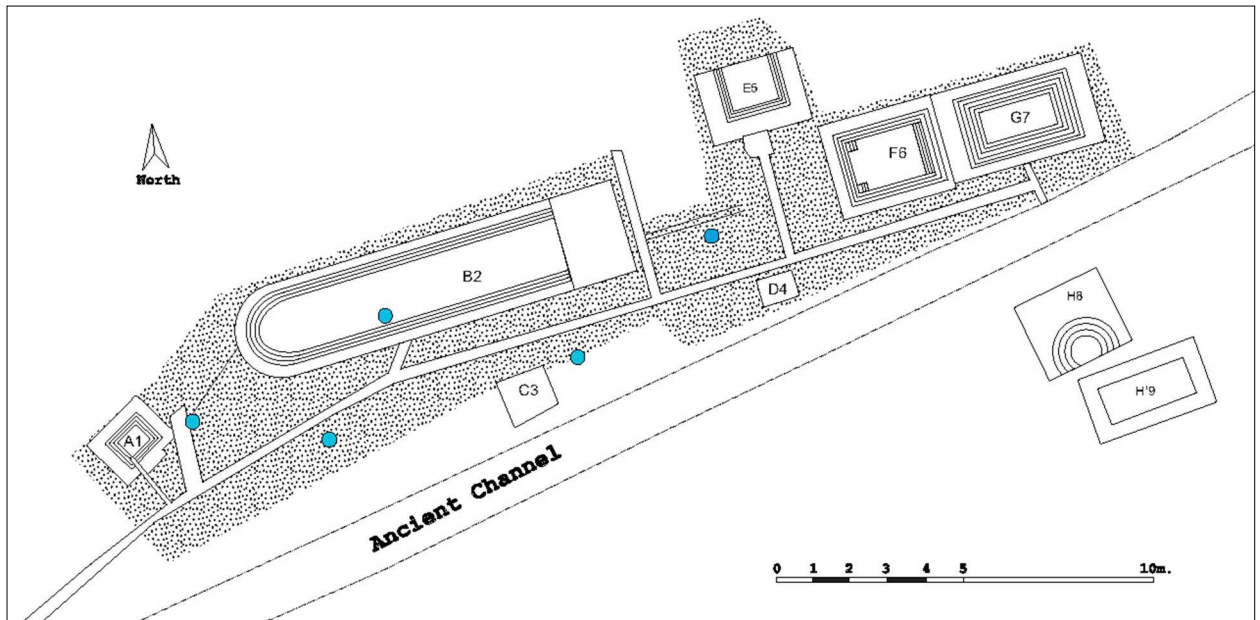 E5
G7
F6
North
B2
D4
H8
C3
H'9
A1
Ancient Channel
0 1 2 3 4 5 10m.